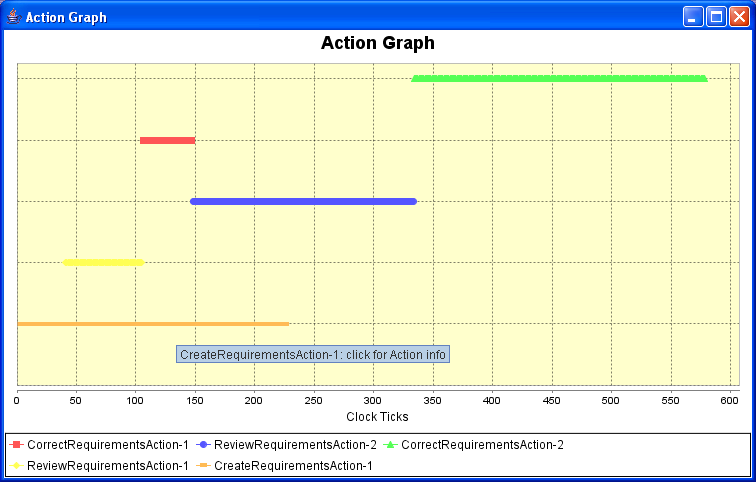 Action Graph
Action Graph
CreateRequirementsAction-1: click for Action info
0 50 100 150 200 250 300 350 400 450 500 550 600
Clock Ticks
CorrectRequirementsAction-1 ReviewRequirementsAction-2 CorrectRequirementsAction-2
ReviewRequirementsAction-1 CreateRequirementsAction-1